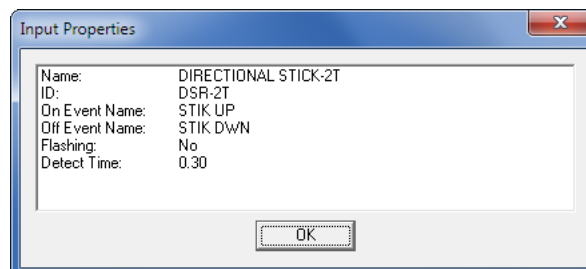 Input Properties
Name: DIRECTIONAL STICK-2T
ID: DSR-2T
On Event Name: STIK UP
Off Event Name: STIK DWN
Flashing: No
Detect Time: 0.30
OK